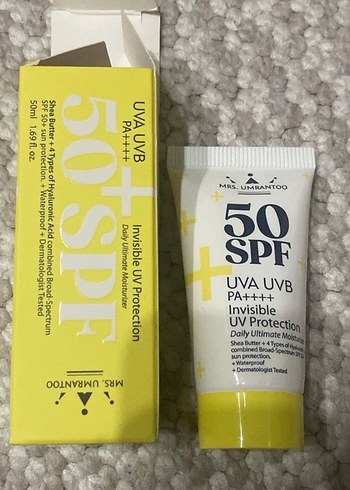 UVA UVB
PA++++
50+SPF
Invisible UV Protection
Daily Ultimate Moisturizer
Shea Butter + 4 Types of Hyaluronic Acid combined Broad-Spectrum
SPF 50+ sun protection. + Waterproof + Dermatologist Tested
50ml 1.69 fl. oz.
MRS. UMRANTOO
MRS. UMRANTOO
50
SPF
UVA UVB
PA++++
Invisible
UV Protection
Daily Ultimate Moisturizer
Shea Butter + 4 Types of Hyaluronic
combined Broad-Spectrum SPF
sun protection.
+ Waterproof
+ Dermatologist Tested